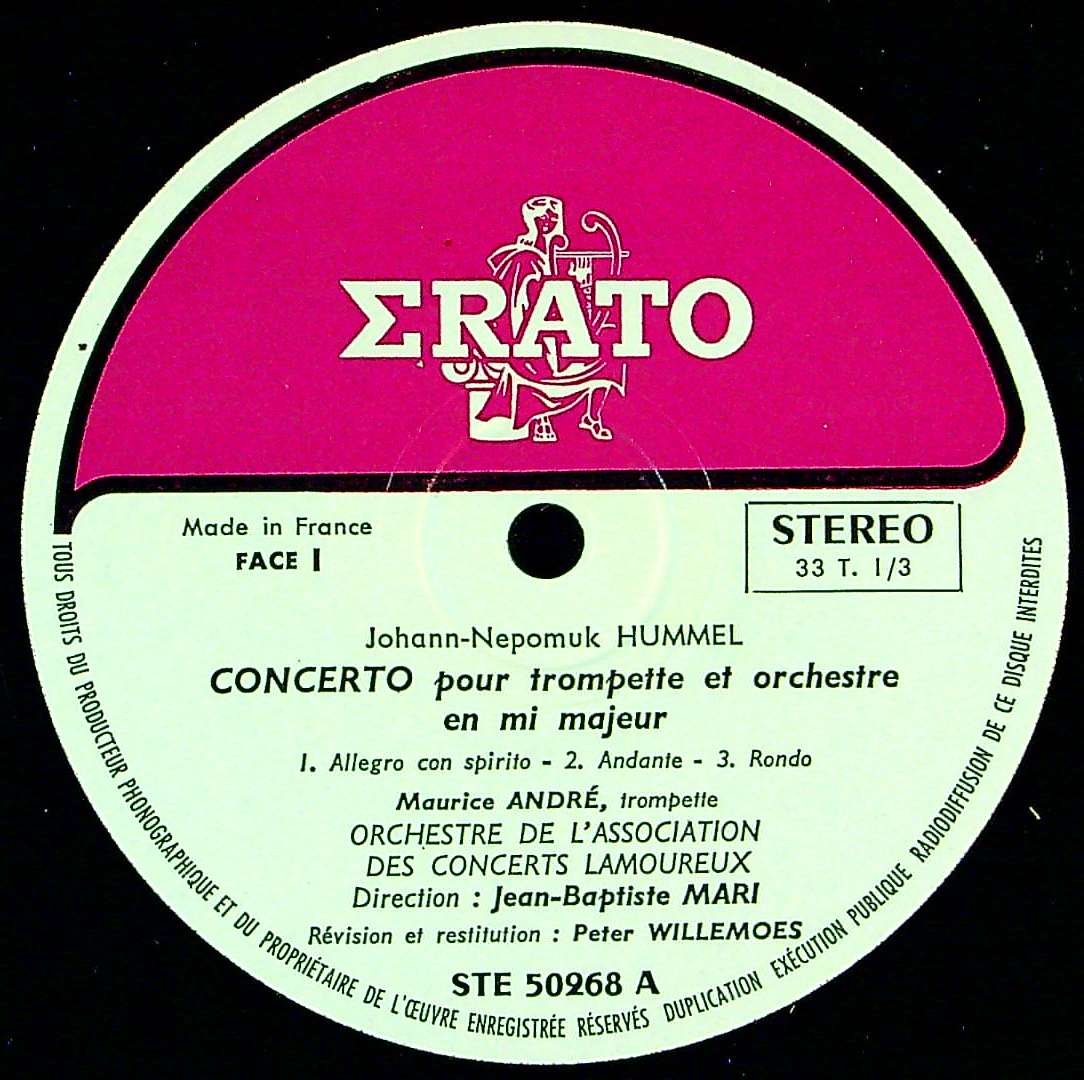 ΣRATO
Made in France
FACE I
STEREO
33 T. 1/3
Johann-Nepomuk HUMMEL
CONCERTO pour trompette et orchestre
en mi majeur
1. Allegro con spirito - 2. Andante - 3. Rondo
Maurice ANDRÉ, trompette
ORCHESTRE DE L'ASSOCIATION
DES CONCERTS LAMOUREUX
Direction : Jean-Baptiste MARI
Révision et restitution : Peter WILLEMOES
STE 50268 A
TOUS DROITS DU PRODUCTEUR PHONOGRAPHIQUE ET DU PROPRIÉTAIRE DE L'ŒUVRE ENREGISTRÉE RÉSERVÉS DUPLICATION EXÉCUTION PUBLIQUE RADIODIFFUSION DE CE DISQUE INTERDITES